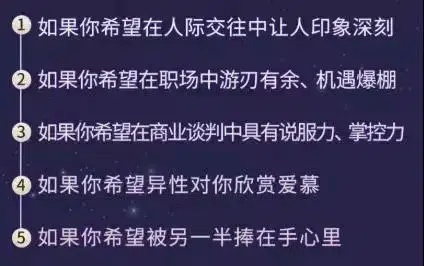 1 如果你希望在人际交往中让人印象深刻
2 如果你希望在职场中游刃有余、机遇爆棚
3 如果你希望在商业谈判中具有说服力、掌控力
4 如果你希望异性对你欣赏爱慕
5 如果你希望被另一半捧在手心里